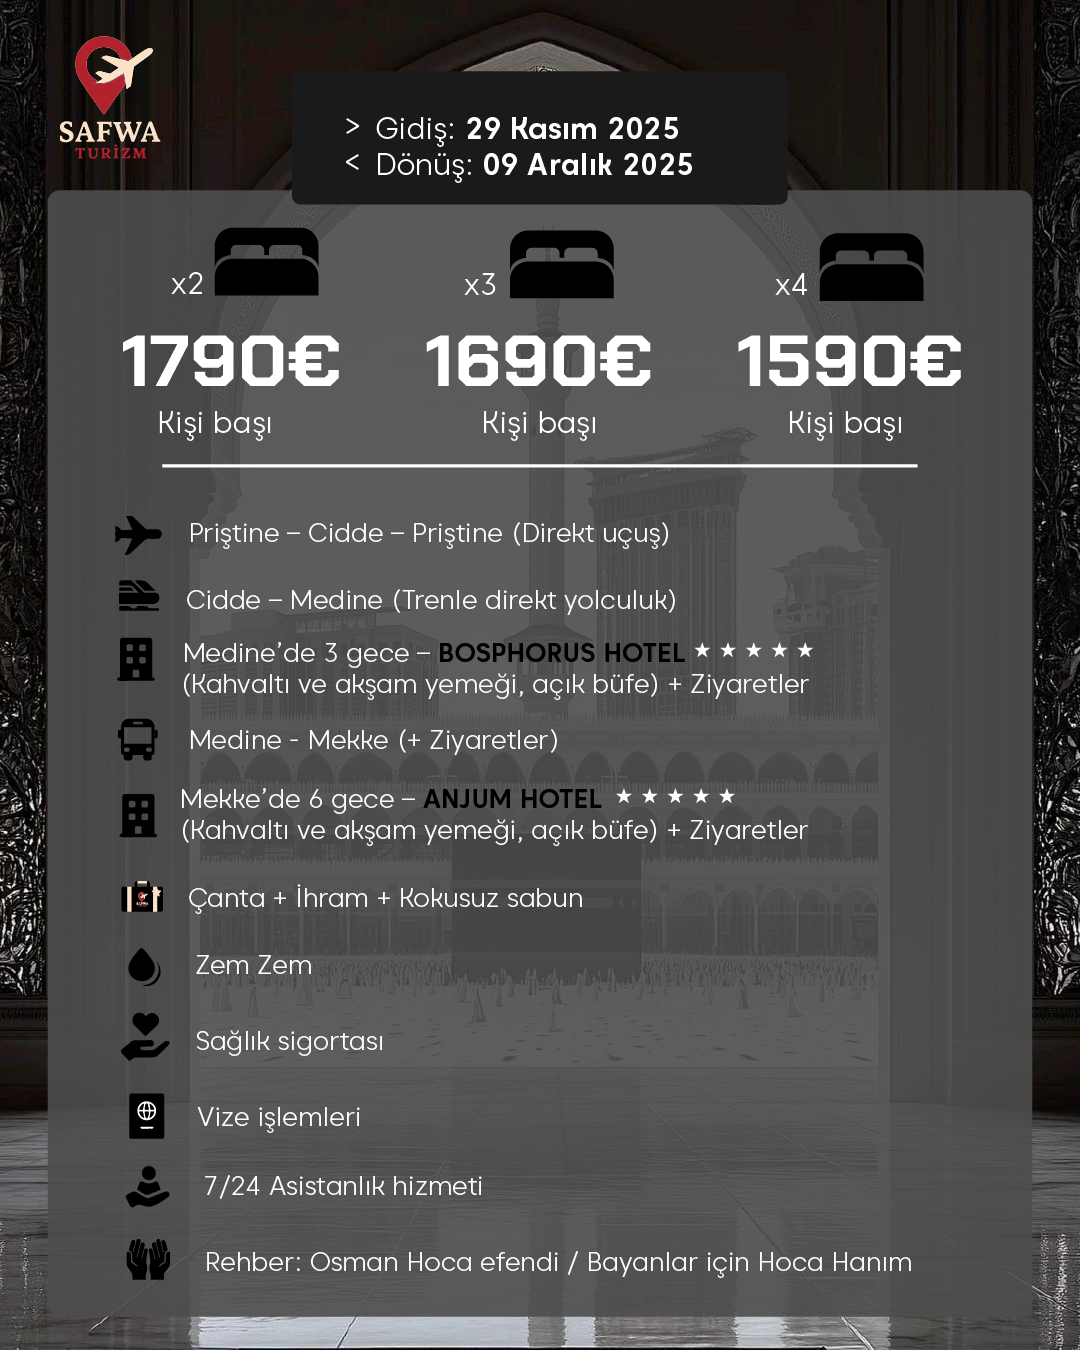 SAFWA
TURİZM
> Gidiş: 29 Kasım 2025
< Dönüş: 09 Aralık 2025
x2
x3
x4
1790€
1690€
1590€
Kişi başı
Kişi başı
Kişi başı
Priştine – Cidde – Priştine (Direkt uçuş)
Cidde – Medine (Trenle direkt yolculuk)
Medine’de 3 gece – BOSPHORUS HOTEL ★ ★ ★ ★ ★
(Kahvaltı ve akşam yemeği, açık büfe) + Ziyaretler
Medine - Mekke (+ Ziyaretler)
Mekke’de 6 gece – ANJUM HOTEL ★ ★ ★ ★ ★
(Kahvaltı ve akşam yemeği, açık büfe) + Ziyaretler
Çanta + İhram + Kokusuz sabun
Zem Zem
Sağlık sigortası
Vize işlemleri
7/24 Asistanlık hizmeti
Rehber: Osman Hoca efendi / Bayanlar için Hoca Hanım